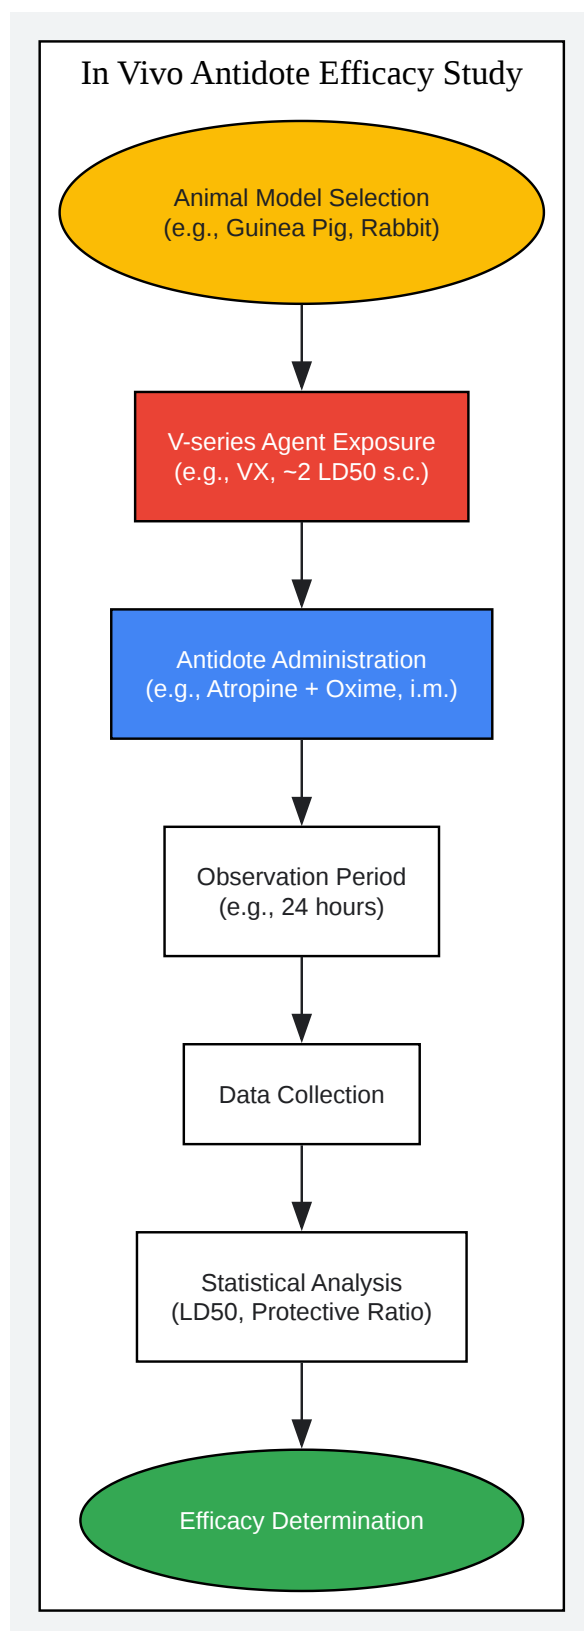 In Vivo Antidote Efficacy Study
Animal Model Selection
(e.g., Guinea Pig, Rabbit)
V-series Agent Exposure
(e.g., VX, ~2 LD50 s.c.)
Antidote Administration
(e.g., Atropine + Oxime, i.m.)
Observation Period
(e.g., 24 hours)
Data Collection
Statistical Analysis
(LD50, Protective Ratio)
Efficacy Determination